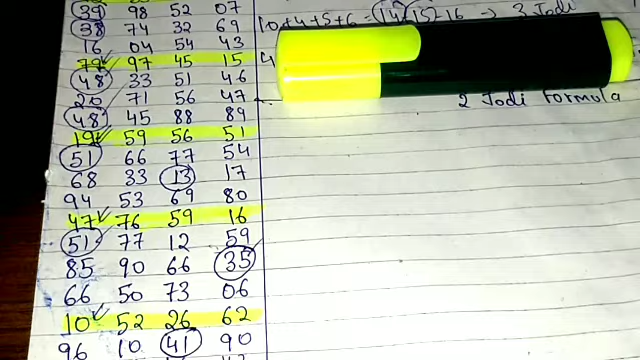 39 98 52 07
38 74 32 69 10+4+5+6 = 14 15-16 → 3 Jodi
16 04 54 43
79 97 45 15
48 33 51 46
20 71 56 47
48 45 88 89 2 Jodi Formula
19 59 56 51
51 66 77 54
68 33 13 17
94 53 69 80
47 76 59 16
51 77 12 59
85 90 66 35
66 50 73 06
10 52 26 62
96 10 41 90